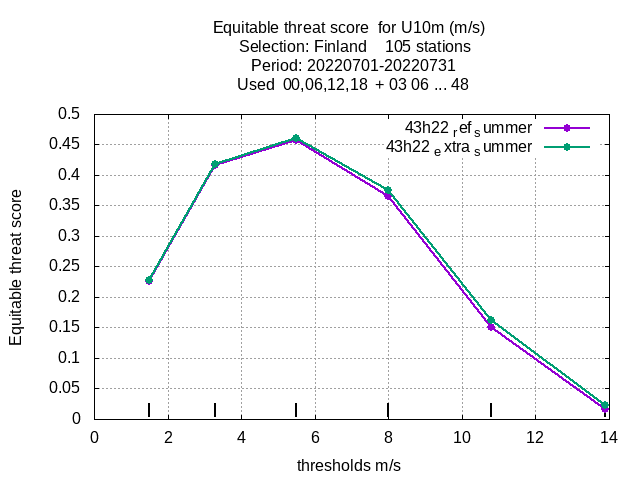 Equitable threat score for U10m (m/s)
Selection: Finland 105 stations
Period: 20220701-20220731
Used 00,06,12,18 + 03 06 ... 48
43h22 ref summer
43h22 extra summer
Equitable threat score
0.5
0.45
0.4
0.35
0.3
0.25
0.2
0.15
0.1
0.05
0
0 2 4 6 8 10 12 14
thresholds m/s